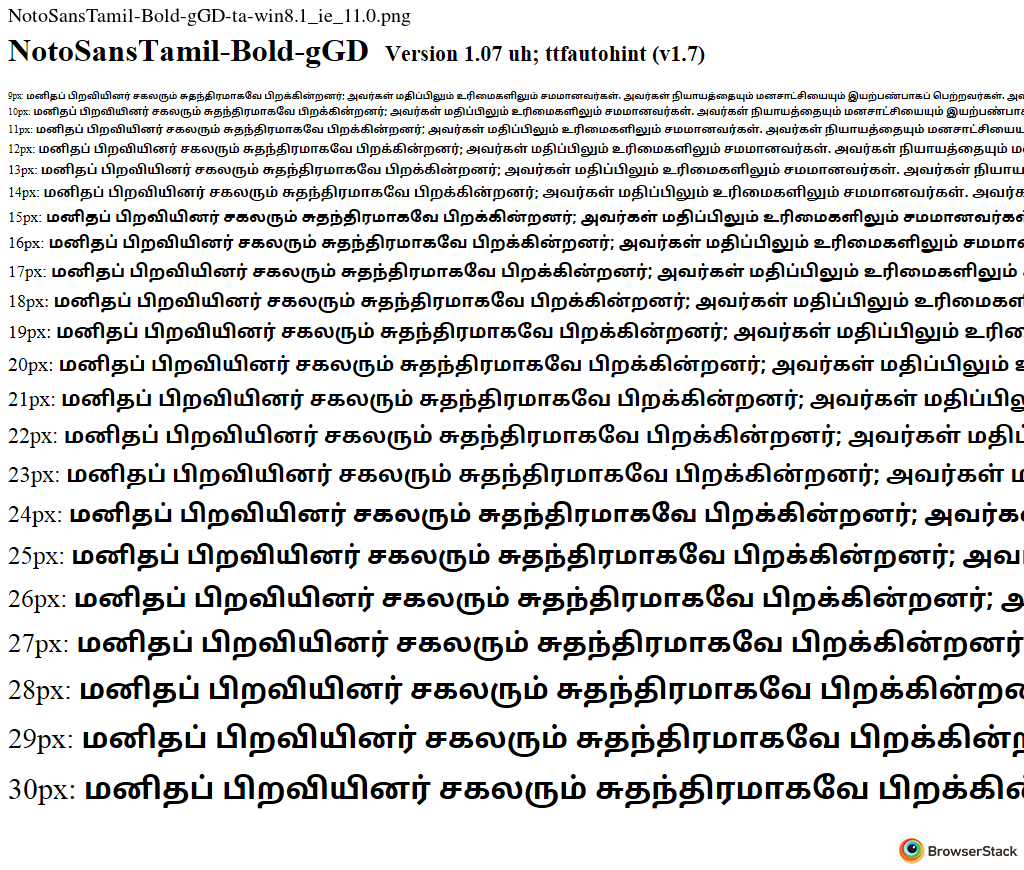 NotoSansTamil-Bold-gGD-ta-win8.1_ie_11.0.png
NotoSansTamil-Bold-gGD Version 1.07 uh; ttfautohint (v1.7)
9px: மனிதப் பிறவியினர் சகலரும் சுதந்திரமாகவே பிறக்கின்றனர்; அவர்கள் மதிப்பிலும் உரிமைகளிலும் சமமானவர்கள். அவர்கள் நியாயத்தையும் மனசாட்சியையும் இயற்பண்பாகப் பெற்றவர்கள்.
10px: மனிதப் பிறவியினர் சகலரும் சுதந்திரமாகவே பிறக்கின்றனர்; அவர்கள் மதிப்பிலும் உரிமைகளிலும் சமமானவர்கள். அவர்கள் நியாயத்தையும் மனசாட்சியையும்
11px: மனிதப் பிறவியினர் சகலரும் சுதந்திரமாகவே பிறக்கின்றனர்; அவர்கள் மதிப்பிலும் உரிமைகளிலும் சமமானவர்கள். அவர்கள் நியாயத்தையும்
12px: மனிதப் பிறவியினர் சகலரும் சுதந்திரமாகவே பிறக்கின்றனர்; அவர்கள் மதிப்பிலும் உரிமைகளிலும் சமமானவர்கள். அவர்கள் நியாயத்தையும்
13px: மனிதப் பிறவியினர் சகலரும் சுதந்திரமாகவே பிறக்கின்றனர்; அவர்கள் மதிப்பிலும் உரிமைகளிலும் சமமானவர்கள். அவர்கள்
14px: மனிதப் பிறவியினர் சகலரும் சுதந்திரமாகவே பிறக்கின்றனர்; அவர்கள் மதிப்பிலும் உரிமைகளிலும் சமமானவர்கள்.
15px: மனிதப் பிறவியினர் சகலரும் சுதந்திரமாகவே பிறக்கின்றனர்; அவர்கள் மதிப்பிலும் உரிமைகளிலும்
16px: மனிதப் பிறவியினர் சகலரும் சுதந்திரமாகவே பிறக்கின்றனர்; அவர்கள் மதிப்பிலும் உரிமைகளிலும்
17px: மனிதப் பிறவியினர் சகலரும் சுதந்திரமாகவே பிறக்கின்றனர்; அவர்கள் மதிப்பிலும் உரிமைகளிலும்
18px: மனிதப் பிறவியினர் சகலரும் சுதந்திரமாகவே பிறக்கின்றனர்; அவர்கள் மதிப்பிலும்
19px: மனிதப் பிறவியினர் சகலரும் சுதந்திரமாகவே பிறக்கின்றனர்; அவர்கள் மதிப்பிலும்
20px: மனிதப் பிறவியினர் சகலரும் சுதந்திரமாகவே பிறக்கின்றனர்; அவர்கள் மதிப்பிலும்
21px: மனிதப் பிறவியினர் சகலரும் சுதந்திரமாகவே பிறக்கின்றனர்; அவர்கள்
22px: மனிதப் பிறவியினர் சகலரும் சுதந்திரமாகவே பிறக்கின்றனர்; அவர்கள்
23px: மனிதப் பிறவியினர் சகலரும் சுதந்திரமாகவே பிறக்கின்றனர்; அவர்கள்
24px: மனிதப் பிறவியினர் சகலரும் சுதந்திரமாகவே பிறக்கின்றனர்;
25px: மனிதப் பிறவியினர் சகலரும் சுதந்திரமாகவே பிறக்கின்றனர்;
26px: மனிதப் பிறவியினர் சகலரும் சுதந்திரமாகவே பிறக்கின்றனர்;
27px: மனிதப் பிறவியினர் சகலரும் சுதந்திரமாகவே பிறக்கின்றனர்
28px: மனிதப் பிறவியினர் சகலரும் சுதந்திரமாகவே
29px: மனிதப் பிறவியினர் சகலரும் சுதந்திரமாகவே
30px: மனிதப் பிறவியினர் சகலரும் சுதந்திரமாகவே
BrowserStack